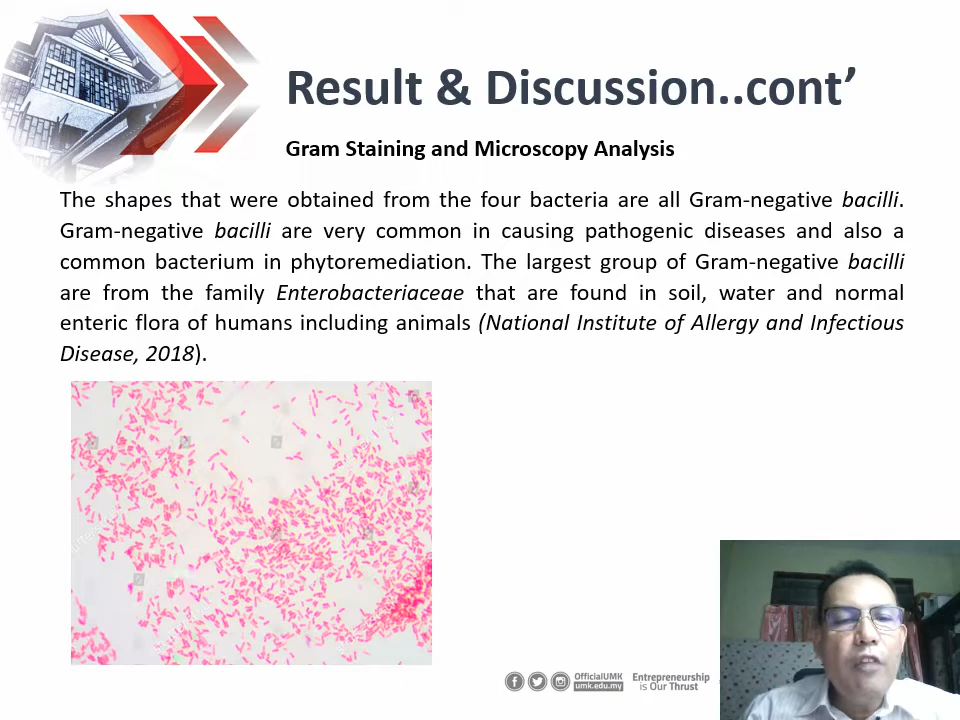 Result & Discussion..cont’
Gram Staining and Microscopy Analysis
The shapes that were obtained from the four bacteria are all Gram-negative bacilli.
Gram-negative bacilli are very common in causing pathogenic diseases and also a
common bacterium in phytoremediation. The largest group of Gram-negative bacilli
are from the family Enterobacteriaceae that are found in soil, water and normal
enteric flora of humans including animals (National Institute of Allergy and Infectious
Disease, 2018).
OfficialUMK
umk.edu.my
Entrepreneurship
is Our Thrust